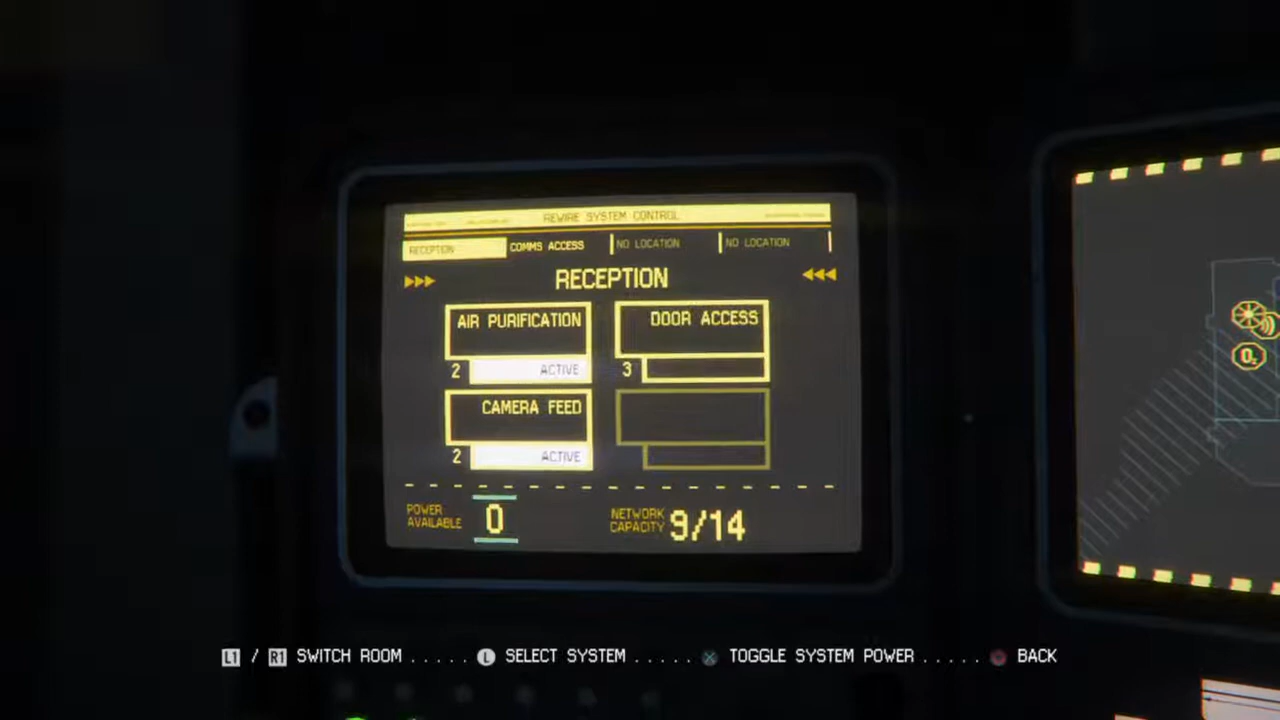 REWIRE SYSTEM CONTROL
RECEPTION COMMS ACCESS NO LOCATION NO LOCATION
RECEPTION
AIR PURIFICATION DOOR ACCESS
2 ACTIVE 3
CAMERA FEED
2 ACTIVE
POWER AVAILABLE 0 NETWORK CAPACITY 9/14
O2
L1 / R1 SWITCH ROOM ..... L SELECT SYSTEM ..... TOGGLE SYSTEM POWER ..... BACK